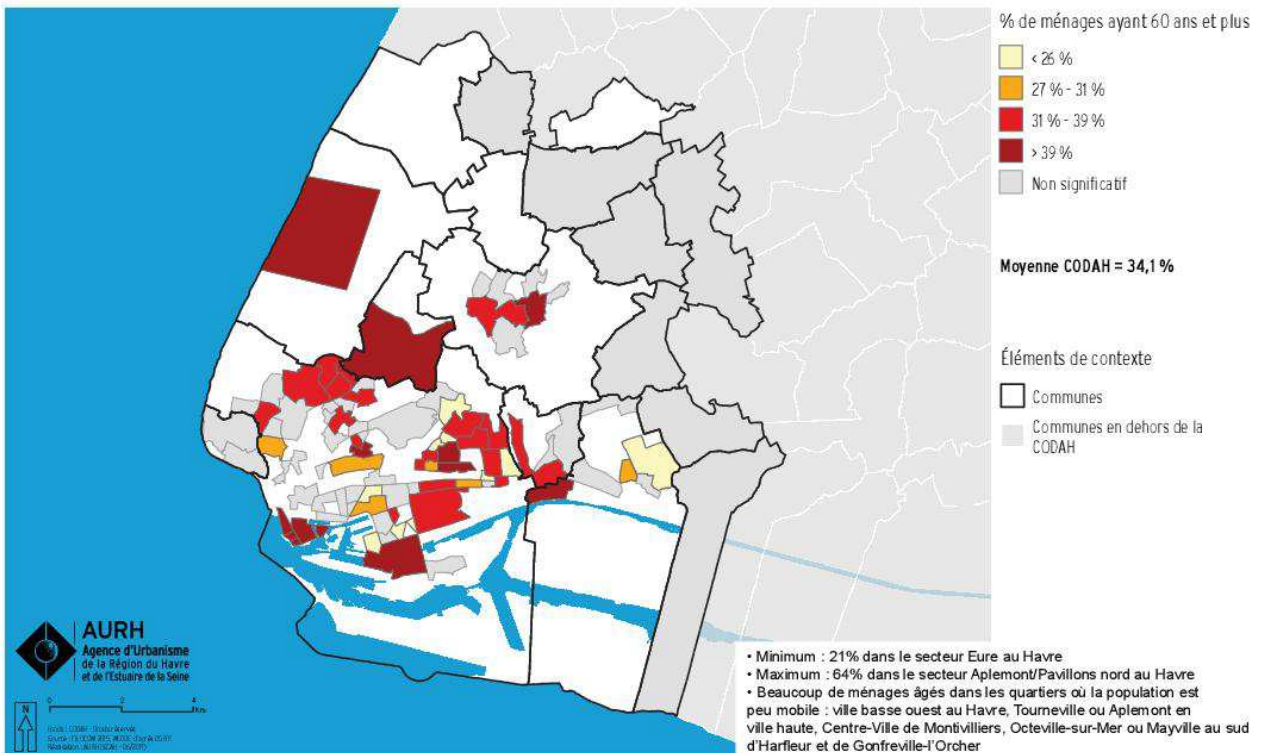 % de ménages ayant 60 ans et plus
< 26 %
27 % - 31 %
31 % - 39 %
> 39 %
Non significatif
Moyenne CODAH = 34,1 %
Éléments de contexte
Communes
Communes en dehors de la
CODAH
AURH
Agence d'Urbanisme
de la Région du Havre
et de l'Estuaire de la Seine
N
0 2 4
Km
• Minimum : 21% dans le secteur Eure au Havre
• Maximum : 64% dans le secteur Aplemont/Pavillons nord au Havre
• Beaucoup de ménages âgés dans les quartiers où la population est
peu mobile : ville basse ouest au Havre, Tourneville ou Aplemont en
ville haute, Centre-Ville de Montivilliers, Octeville-sur-Mer ou Mayville au sud
d'Harfleur et de Gonfreville-l'Orcher